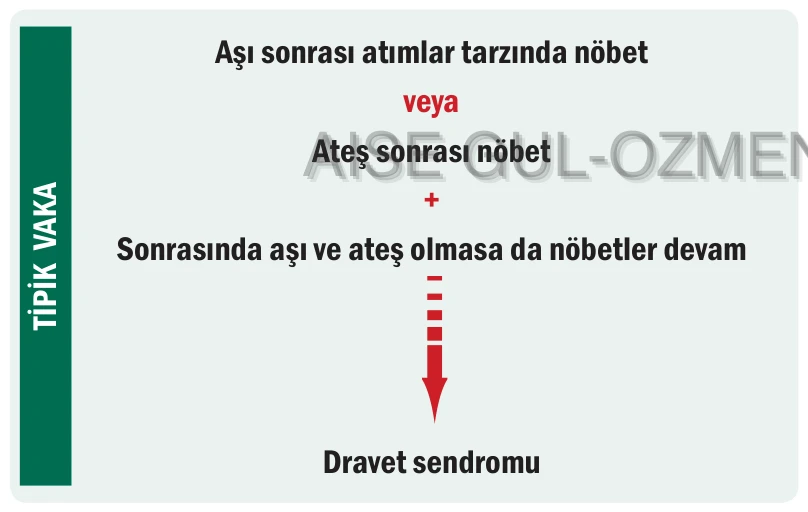 TİPİK VAKA
Aşı sonrası atımlar tarzında nöbet
veya
Ateş sonrası nöbet
AISE GUL-OZMEN
+
Sonrasında aşı ve ateş olmasa da nöbetler devam
Dravet sendromu